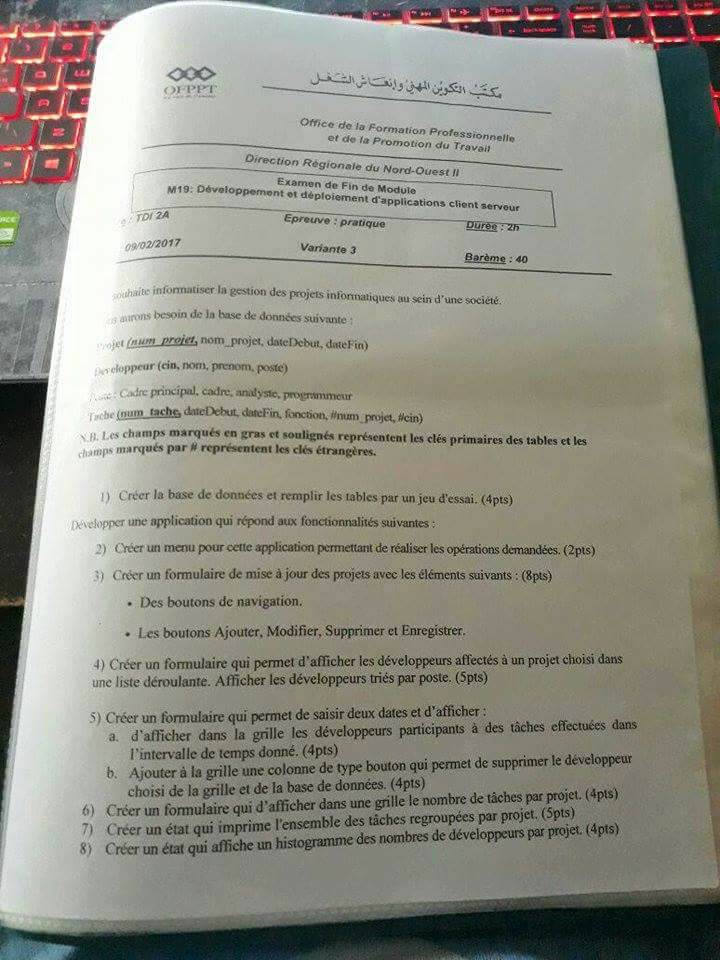 OFPPT
مكتب التكوين المهني وإنعاش الشغل
Office de la Formation Professionnelle
et de la Promotion du Travail
Direction Régionale du Nord-Ouest II
Examen de Fin de Module
M19: Développement et déploiement d'applications client serveur
: TDI 2A Epreuve : pratique Durée : 2h
09/02/2017 Variante 3 Barème : 40
souhaite informatiser la gestion des projets informatiques au sein d'une société.
aurons besoin de la base de données suivante :
Projet (num_projet, nom_projet, dateDebut, dateFin)
Developpeur (cin, nom, prenom, poste)
: Cadre principal, cadre, analyste, programmeur
Tache (num_tache, dateDebut, dateFin, fonction, #num_projet, #cin)
N.B. Les champs marqués en gras et soulignés représentent les clés primaires des tables et les
champs marqués par # représentent les clés étrangères.
1) Créer la base de données et remplir les tables par un jeu d'essai. (4pts)
Développer une application qui répond aux fonctionnalités suivantes :
2) Créer un menu pour cette application permettant de réaliser les opérations demandées. (2pts)
3) Créer un formulaire de mise à jour des projets avec les éléments suivants : (8pts)
• Des boutons de navigation.
• Les boutons Ajouter, Modifier, Supprimer et Enregistrer.
4) Créer un formulaire qui permet d'afficher les développeurs affectés à un projet choisi dans
une liste déroulante. Afficher les développeurs triés par poste. (5pts)
5) Créer un formulaire qui permet de saisir deux dates et d'afficher :
a. d'afficher dans la grille les développeurs participants à des tâches effectuées dans
l'intervalle de temps donné. (4pts)
b. Ajouter à la grille une colonne de type bouton qui permet de supprimer le développeur
choisi de la grille et de la base de données. (4pts)
6) Créer un formulaire qui d'afficher dans une grille le nombre de tâches par projet. (4pts)
7) Créer un état qui imprime l'ensemble des tâches regroupées par projet. (5pts)
8) Créer un état qui affiche un histogramme des nombres de développeurs par projet. (4pts)